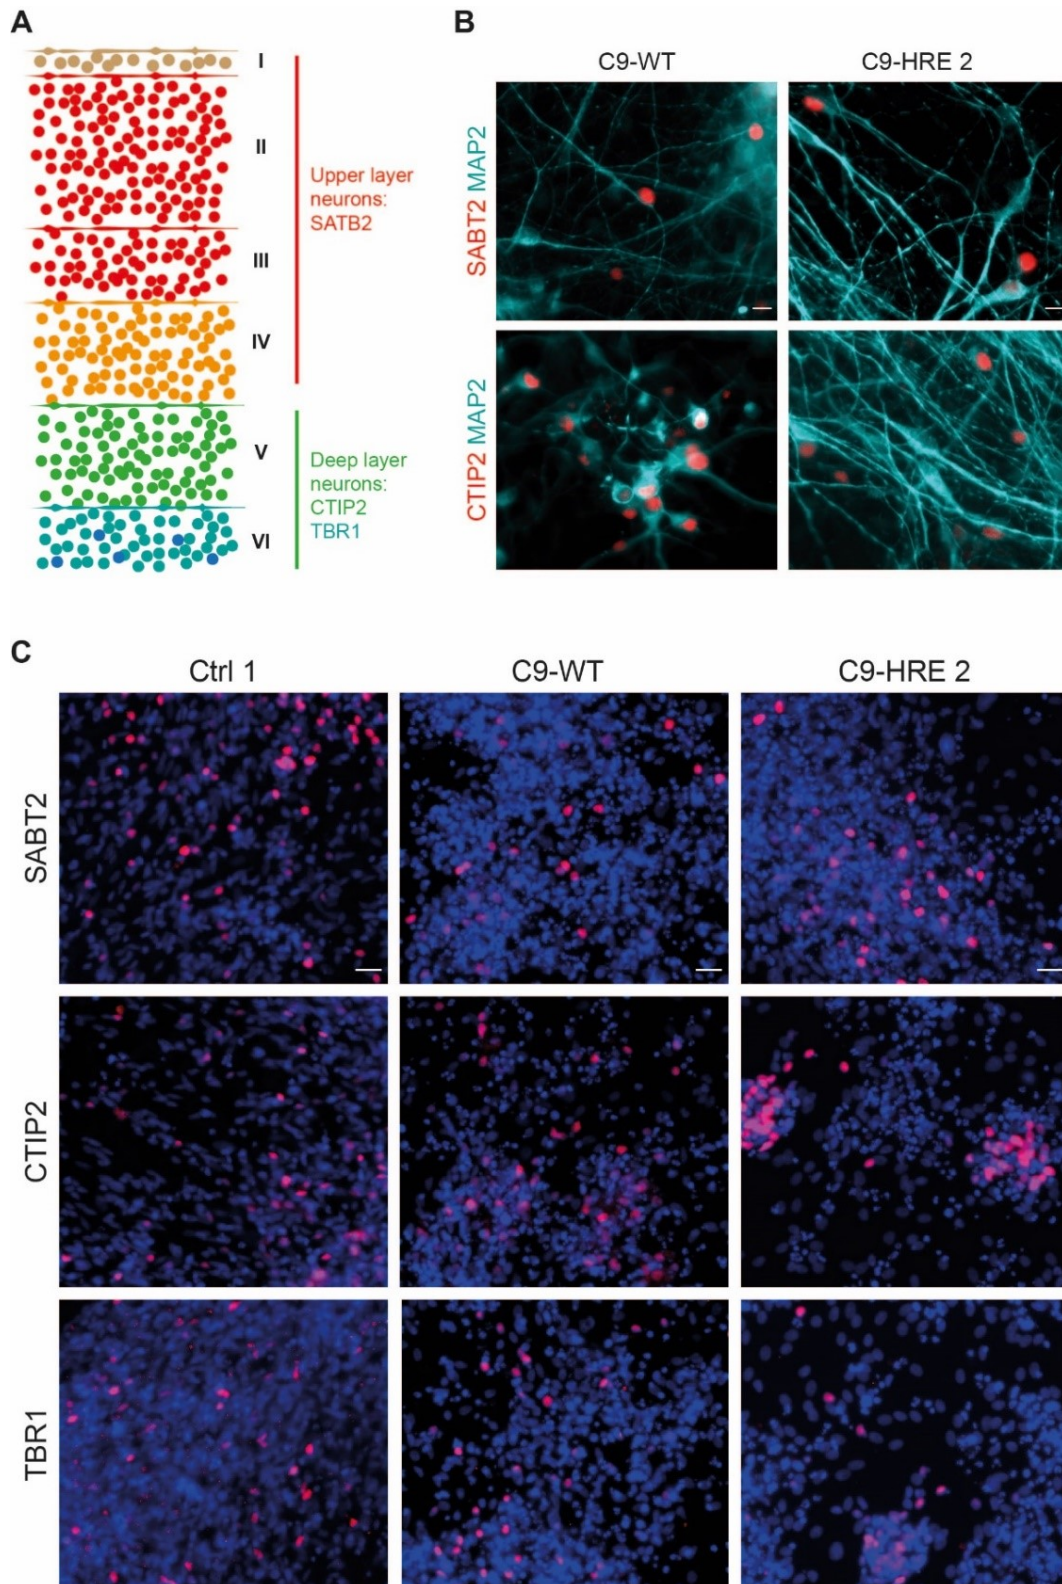 A
I
II
Upper layer
neurons:
SATB2
III
IV
V
Deep layer
neurons:
CTIP2
TBR1
VI
B
C9-WT
C9-HRE 2
SABT2 MAP2
CTIP2 MAP2
C
Ctrl 1
C9-WT
C9-HRE 2
SABT2
CTIP2
TBR1